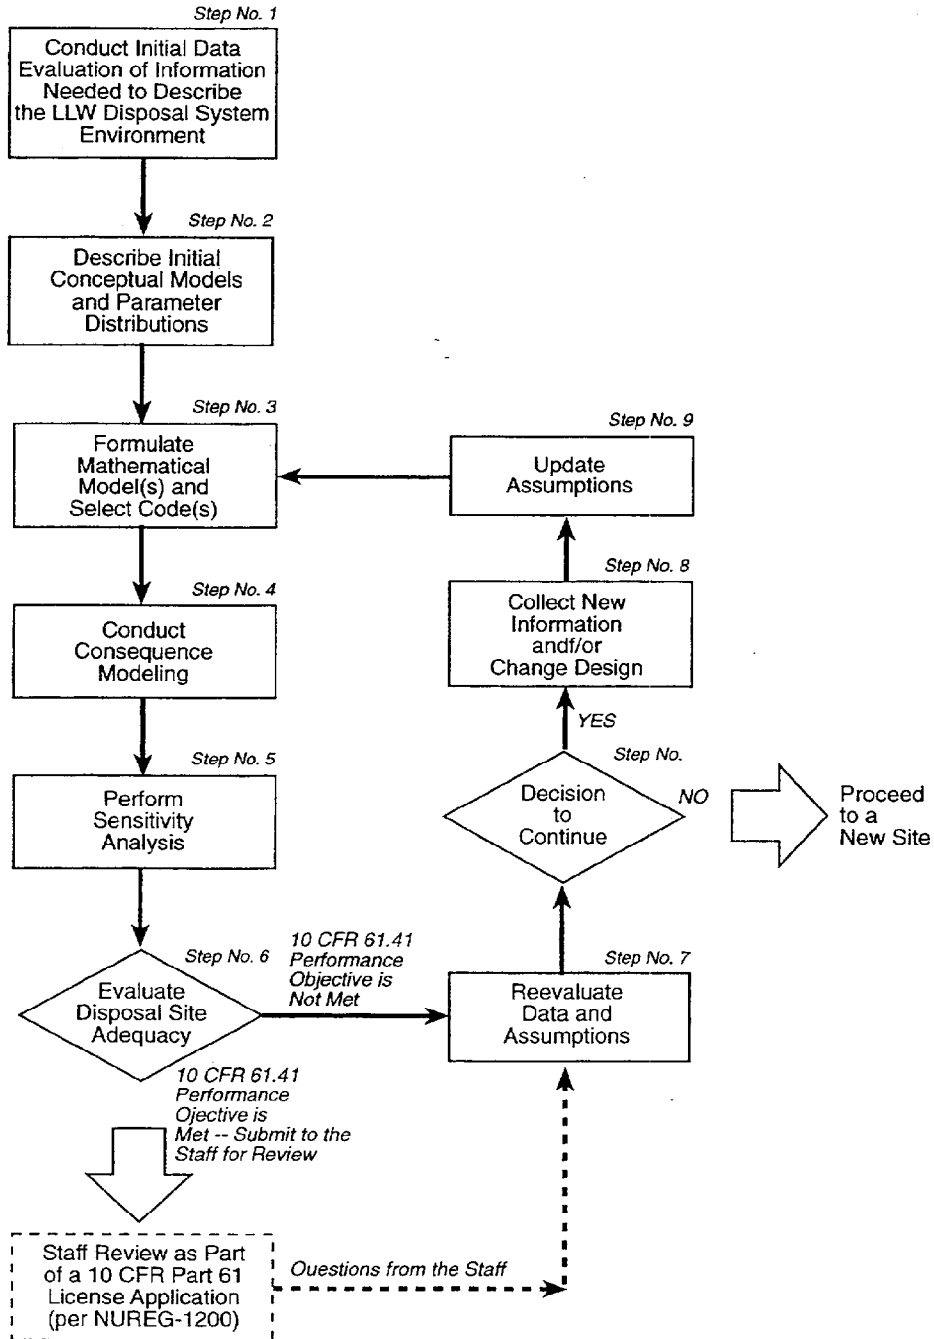 Step No. 1
Conduct Initial Data
Evaluation of Information
Needed to Describe
the LLW Disposal System
Environment
Step No. 2
Describe Initial
Conceptual Models
and Parameter
Distributions
Step No. 3
Formulate
Mathematical
Model(s) and
Select Code(s)
Step No. 4
Conduct
Consequence
Modeling
Step No. 5
Perform
Sensitivity
Analysis
Step No. 6
Evaluate
Disposal Site
Adequacy
10 CFR 61.41
Performance
Objective is
Not Met
10 CFR 61.41
Performance
Ojective is
Met -- Submit to the
Staff for Review
Staff Review as Part
of a 10 CFR Part 61
License Application
(per NUREG-1200)
Ouestions from the Staff
Step No. 7
Reevaluate
Data and
Assumptions
Step No.
Decision
to
Continue
NO
Proceed
to a
New Site
YES
Step No. 8
Collect New
Information
andf/or
Change Design
Step No. 9
Update
Assumptions